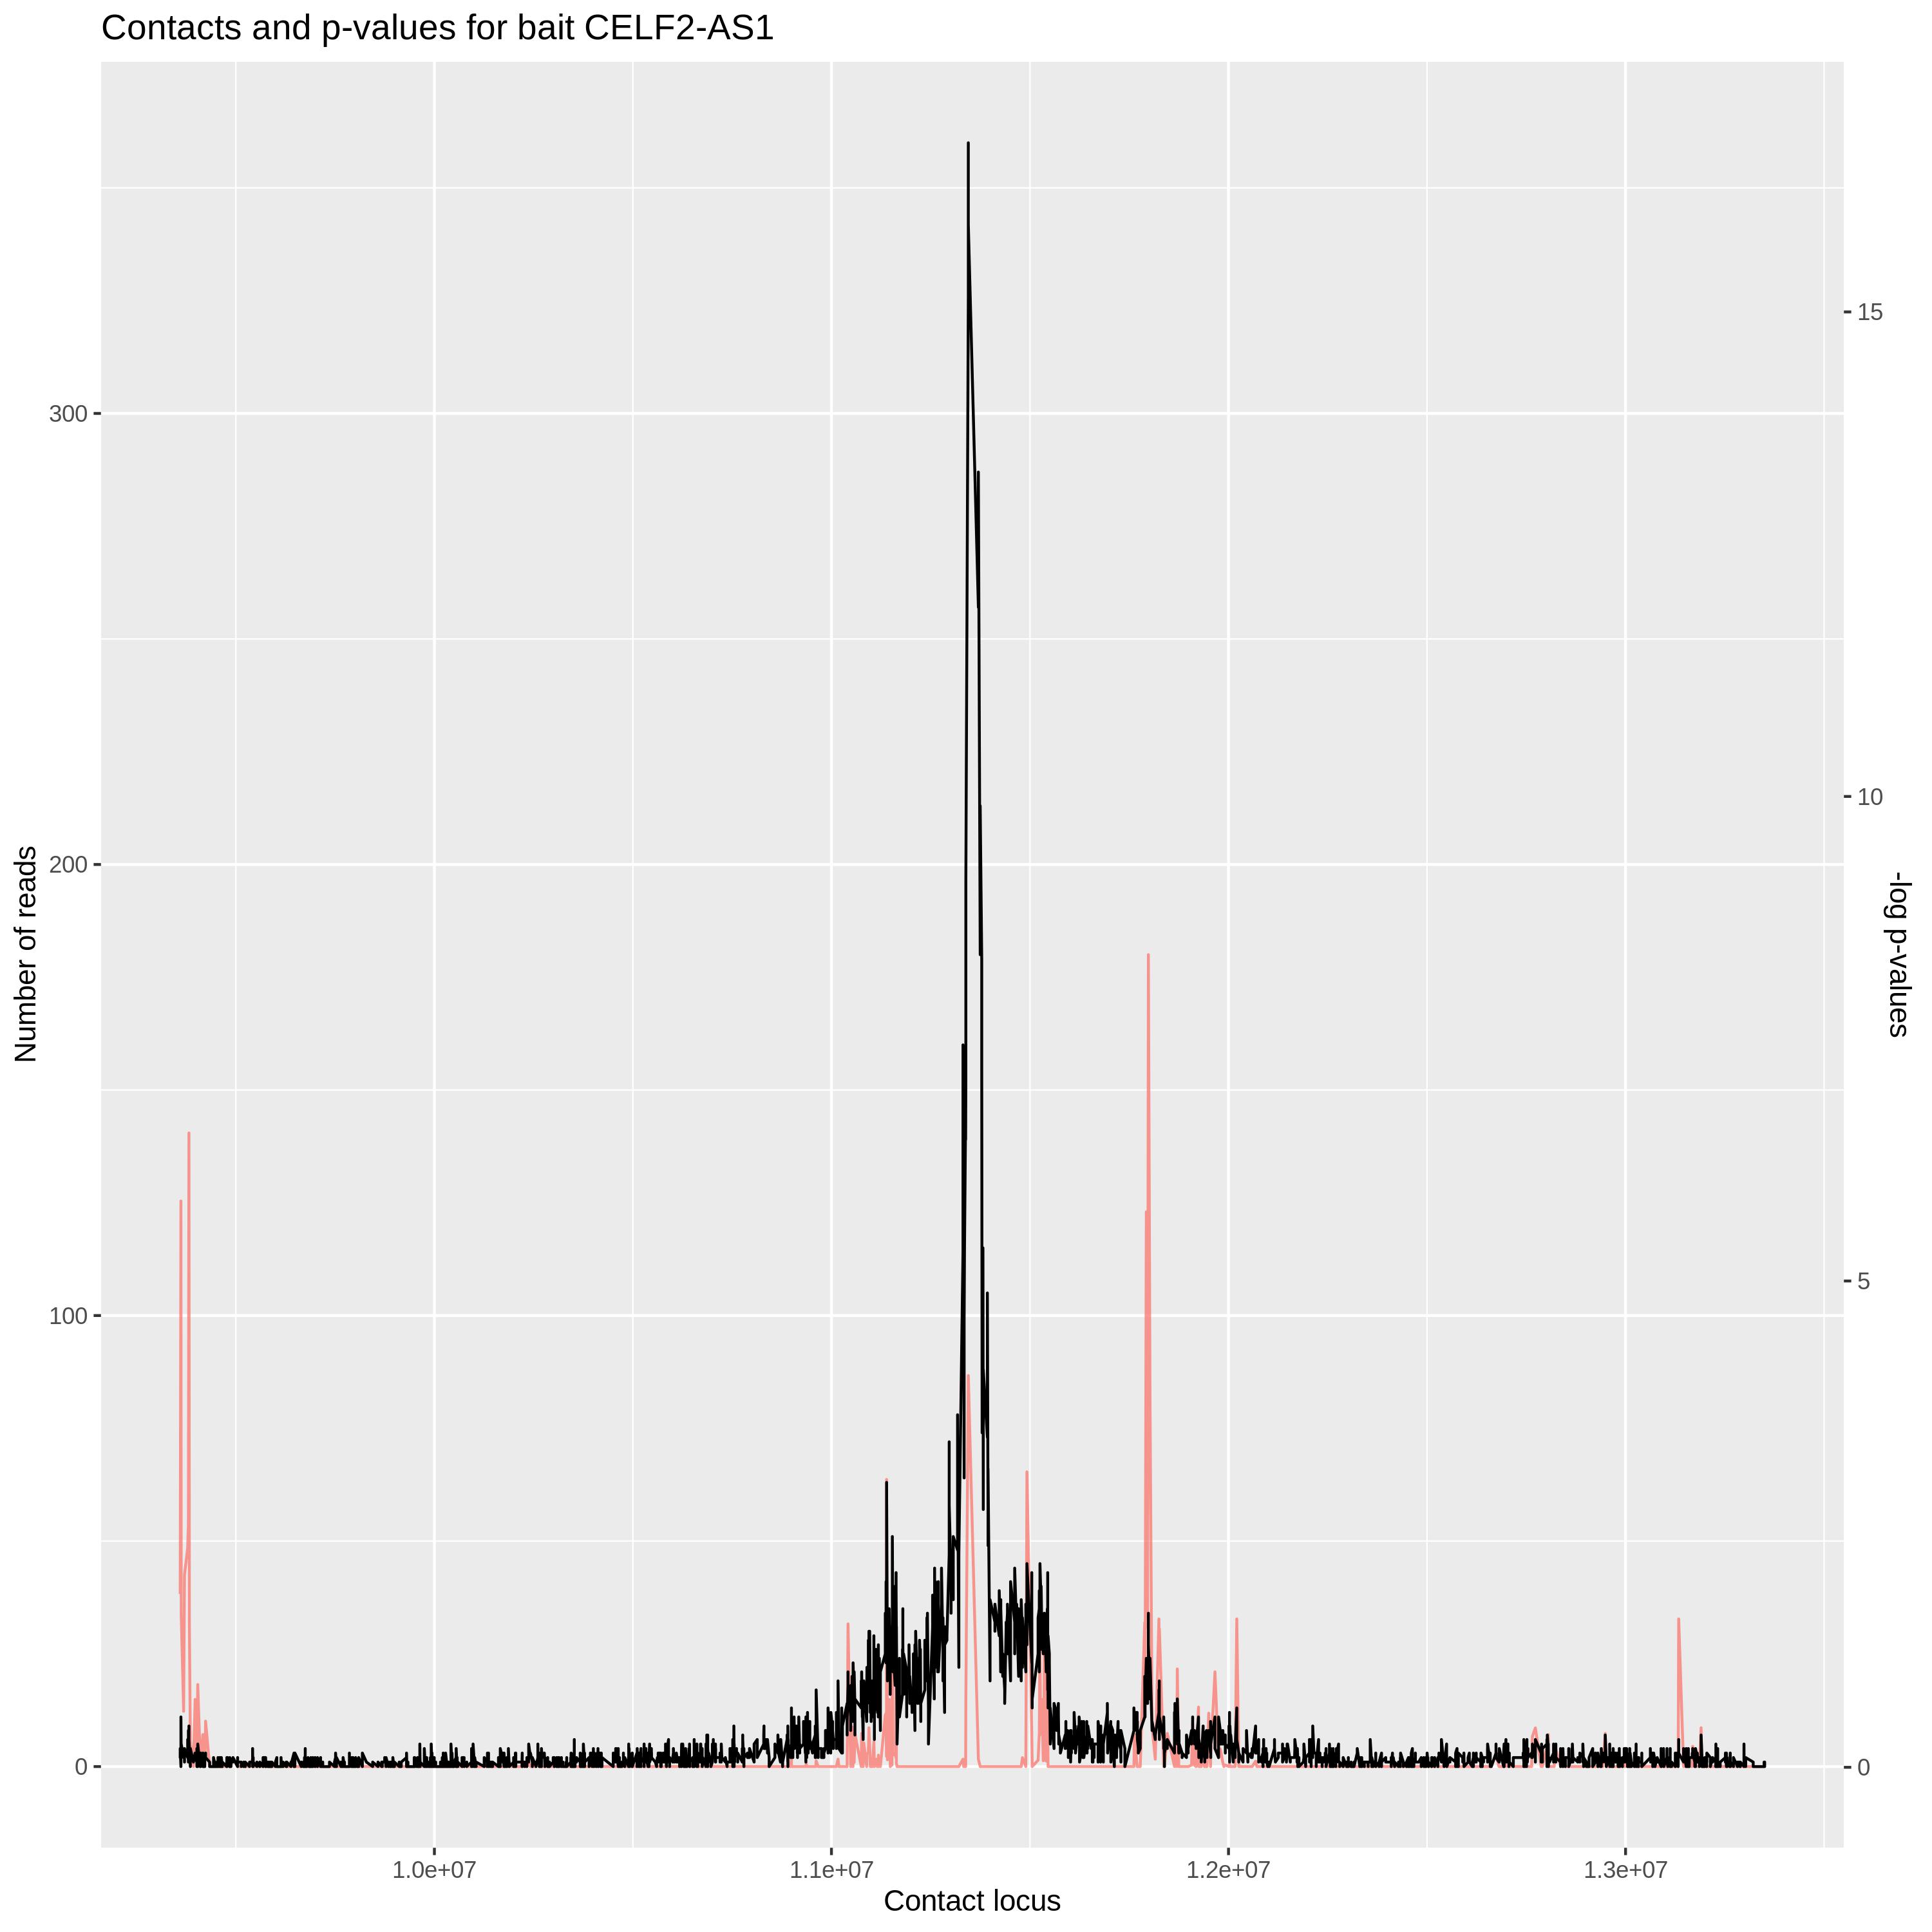 Contacts and p-values for bait CELF2-AS1
300
200
100
0
Number of reads
15
10
5
0
-log p-values
1.0e+07
1.1e+07
1.2e+07
1.3e+07
Contact locus